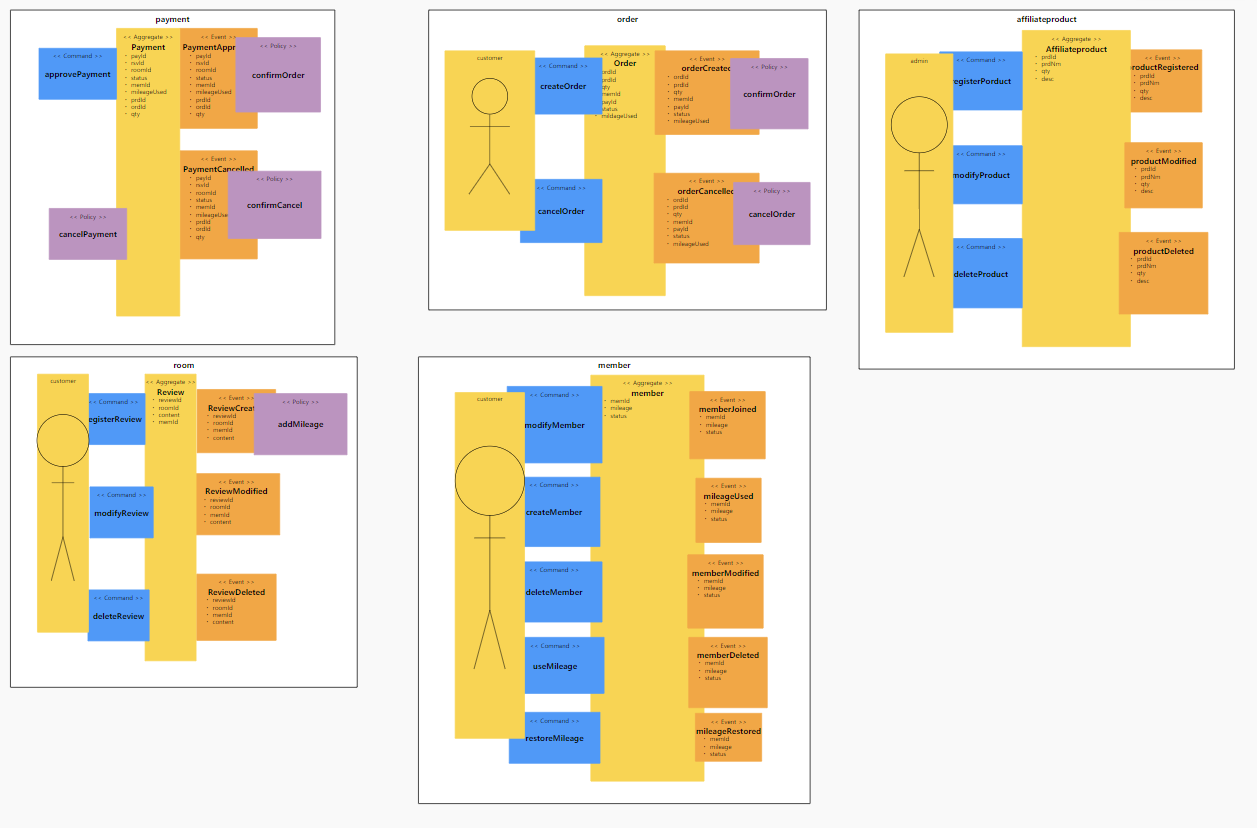 payment
<< Command >>
approvePayment
<< Aggregate >>
Payment
payId
rsvId
roomId
status
memId
mileageUsed
prdId
ordId
qty
<< Event >>
PaymentAppr
payId
rsvId
roomId
status
memId
mileageUsed
prdId
ordId
qty
<< Policy >>
confirmOrder
<< Event >>
PaymentCancelled
payId
rsvId
roomId
status
memId
mileageUse
prdId
ordId
qty
<< Policy >>
confirmCancel
<< Policy >>
cancelPayment
order
customer
<< Command >>
createOrder
<< Aggregate >>
Order
ordId
prdId
qty
memId
payId
status
mildageUsed
<< Event >>
orderCreated
ordId
prdId
qty
memId
payId
status
mileageUsed
<< Policy >>
confirmOrder
<< Command >>
cancelOrder
<< Event >>
orderCancelled
ordId
prdId
qty
memId
payId
status
mileageUsed
<< Policy >>
cancelOrder
affiliateproduct
admin
<< Command >>
egisterPorduct
<< Aggregate >>
Affiliateproduct
prdId
prdNm
qty
desc
<< Event >>
roductRegistered
prdId
prdNm
qty
desc
<< Command >>
modifyProduct
<< Event >>
productModified
prdId
prdNm
qty
desc
<< Command >>
deleteProduct
<< Event >>
productDeleted
prdId
prdNm
qty
desc
room
customer
<< Command >>
egisterReview
<< Aggregate >>
Review
reviewId
roomId
content
memId
<< Event >>
ReviewCreat
reviewId
roomId
memId
content
<< Policy >>
addMileage
<< Command >>
modifyReview
<< Event >>
ReviewModified
reviewId
roomId
memId
content
<< Command >>
deleteReview
<< Event >>
ReviewDeleted
reviewId
roomId
memId
content
member
customer
<< Command >>
modifyMember
<< Aggregate >>
member
memId
mileage
status
<< Event >>
memberJoined
memId
mileage
status
<< Command >>
createMember
<< Event >>
mileageUsed
memId
mileage
status
<< Command >>
deleteMember
<< Event >>
memberModified
memId
mileage
status
<< Command >>
useMileage
<< Event >>
memberDeleted
memId
mileage
status
<< Command >>
restoreMileage
<< Event >>
mileageRestored
memId
mileage
status